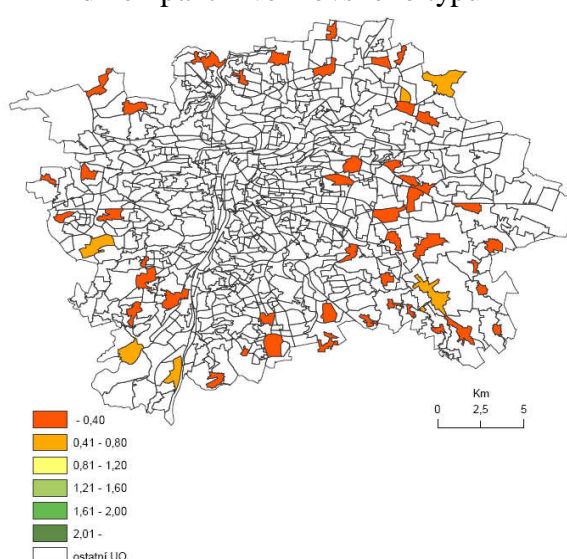 Km
0 2,5 5
- 0,40
0,41 - 0,80
0,81 - 1,20
1,21 - 1,60
1,61 - 2,00
2,01 -
ostatní UO